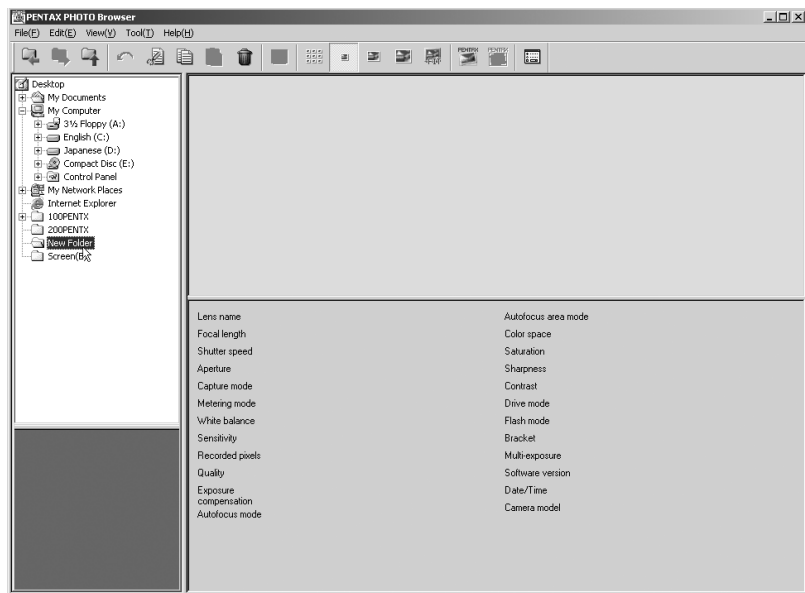 PENTAX PHOTO Browser
File(F) Edit(E) View(V) Tool(T) Help(H)
PENTAX PENTAX
Desktop
My Documents
My Computer
3½ Floppy (A:)
English (C:)
Japanese (D:)
Compact Disc (E:)
Control Panel
My Network Places
Internet Explorer
100PENTX
200PENTX
New Folder
Lens name
Focal length
Shutter speed
Aperture
Capture mode
Metering mode
White balance
Sensitivity
Recorded pixels
Quality
Exposure
compensation
Autofocus mode
Autofocus area mode
Color space
Saturation
Sharpness
Contrast
Drive mode
Flash mode
Bracket
Multi-exposure
Software version
Date/Time
Camera model